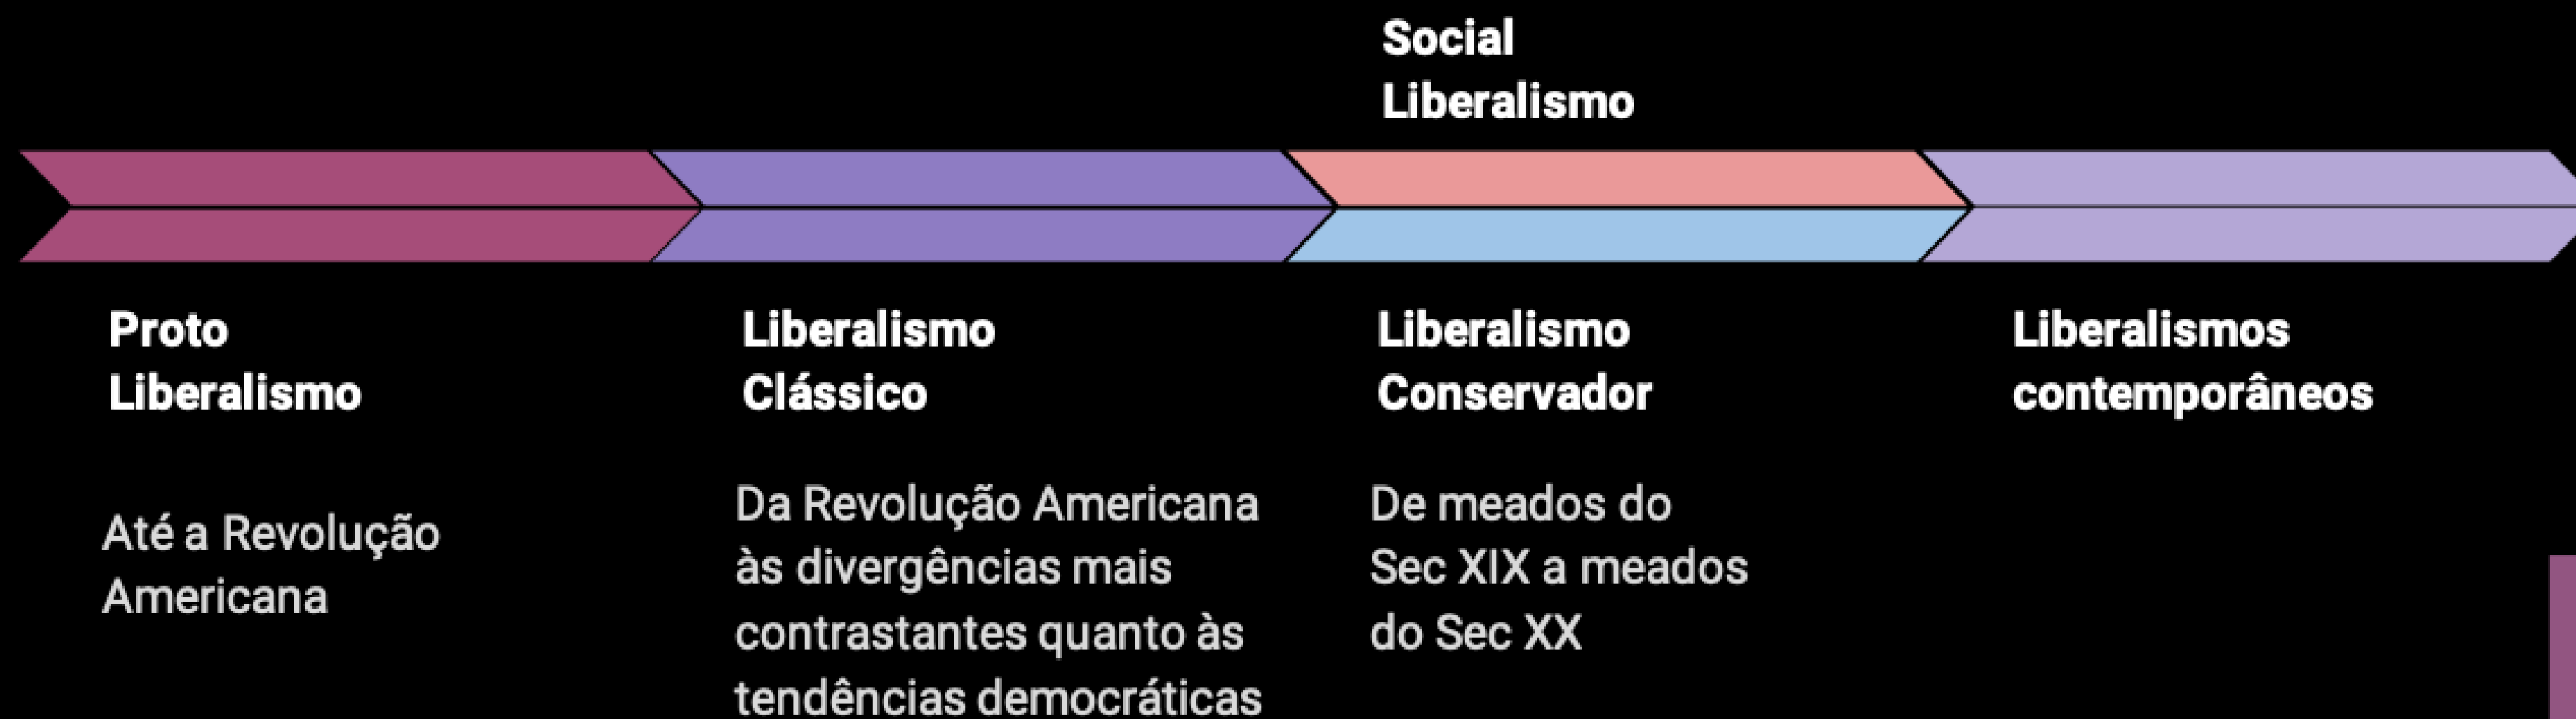 Social
Liberalismo
Proto
Liberalismo
Liberalismo
Clássico
Liberalismo
Conservador
Liberalismos
contemporâneos
Até a Revolução
Americana
Da Revolução Americana
às divergências mais
contrastantes quanto às
tendências democráticas
De meados do
Sec XIX a meados
do Sec XX